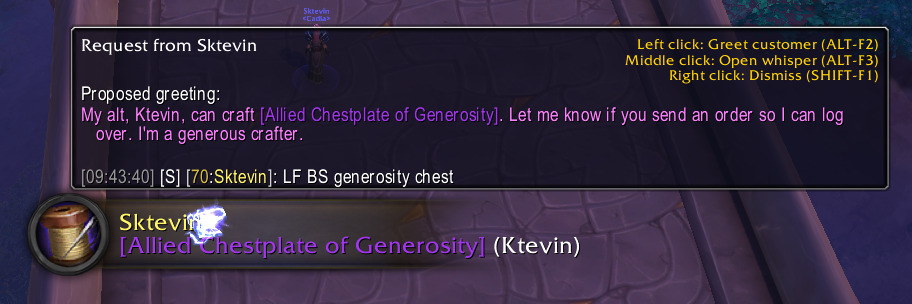 Sktevin
<Cadia>
Request from Sktevin
Left click: Greet customer (ALT-F2)
Middle click: Open whisper (ALT-F3)
Right click: Dismiss (SHIFT-F1)
Proposed greeting:
My alt, Ktevin, can craft [Allied Chestplate of Generosity]. Let me know if you send an order so I can log
over. I'm a generous crafter.
[09:43:40] [S] [70:Sktevin]: LF BS generosity chest
Sktevin
[Allied Chestplate of Generosity] (Ktevin)